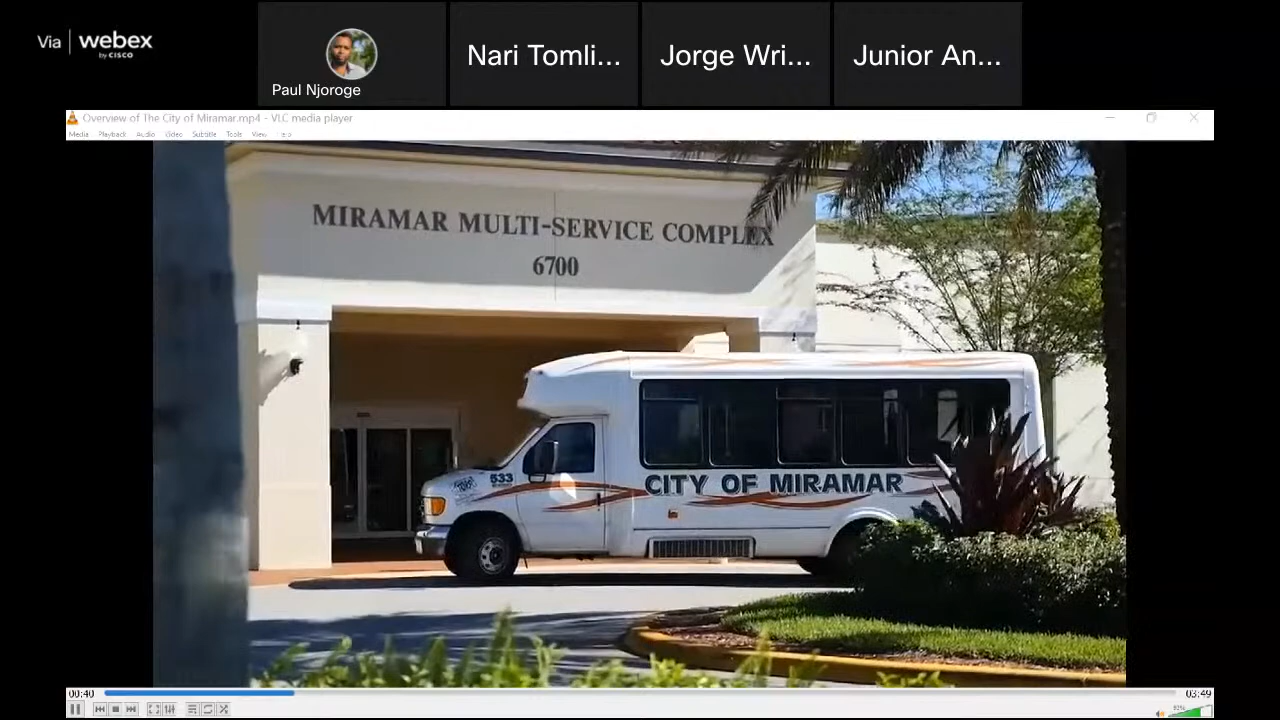 Via webex
by CISCO
Paul Njoroge
Nari Tomli...
Jorge Wri...
Junior An...
Overview of The City of Miramar.mp4 - VLC media player
Media Playback Audio Video Subtitle Tools View Help
MIRAMAR MULTI-SERVICE COMPLEX
6700
533
CITY OF MIRAMAR
00:40
03:49